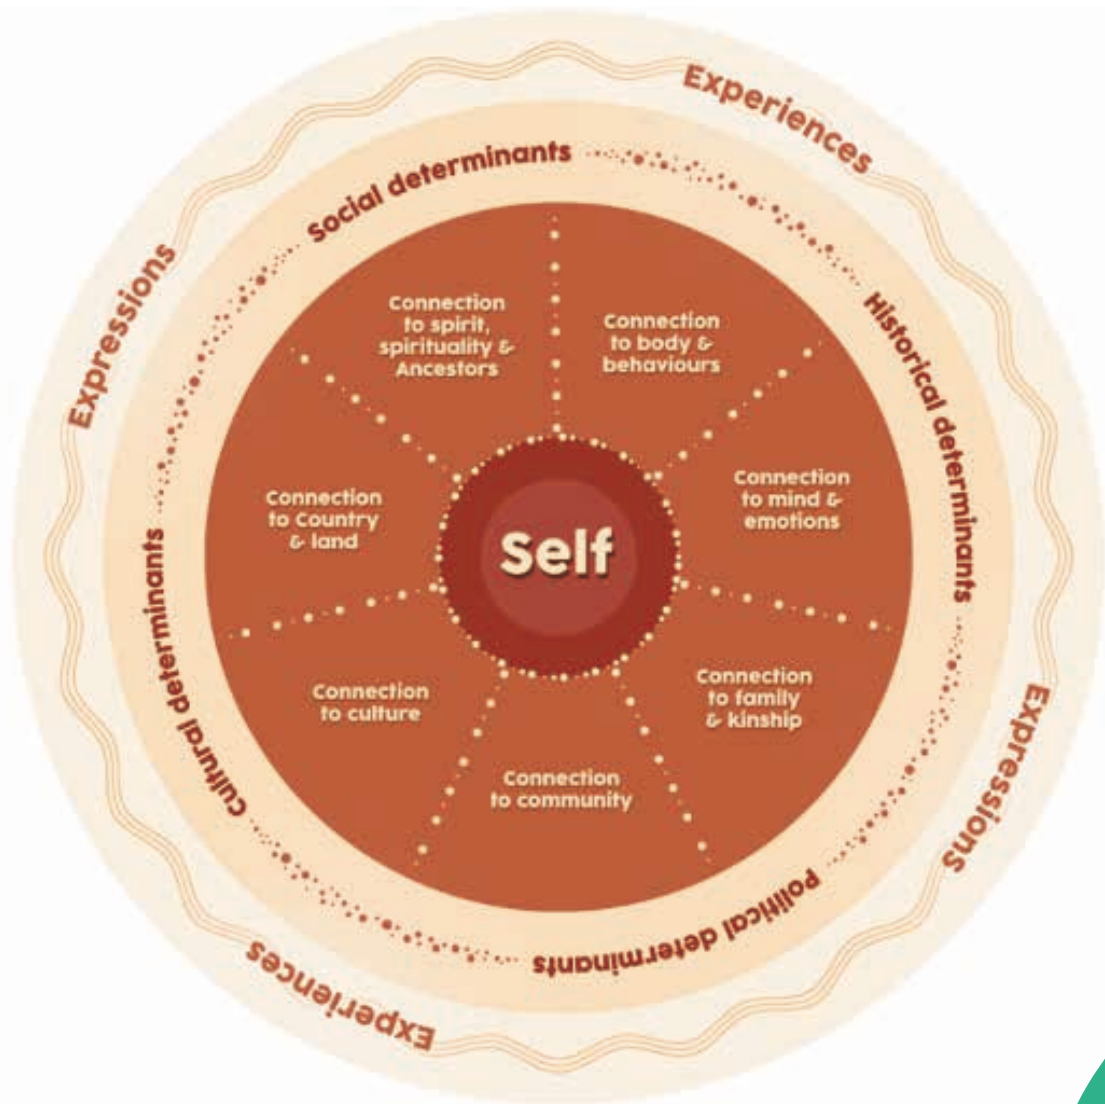 Experiences
Social determinants
Expressions
Historical determinants
Connection
to spirit,
spirituality &
Ancestors
Connection
to body &
behaviours
Connection
to Country
& land
Connection
to mind &
emotions
Self
Connection
to culture
Connection
to family
& kinship
Connection
to community
Cultural determinants
Political determinants
Expressions
Experiences